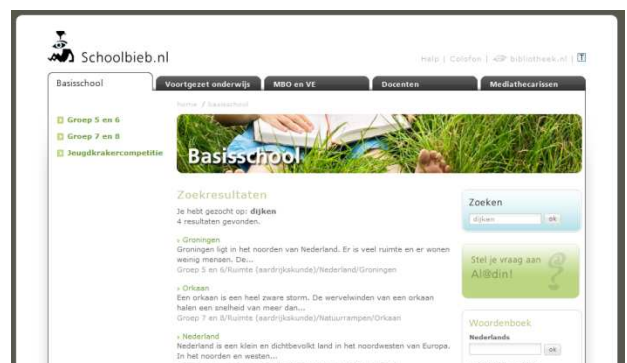 Schoolbieb.nl
Help | Colofon | bibliotheek.nl | T
Basisschool
Voortgezet onderwijs
MBO en VE
Docenten
Mediathecarissen
home / basisschool
Groep 5 en 6
Groep 7 en 8
Jeugdkrakercompetitie
Basisschool
Zoekresultaten
Je hebt gezocht op: dijken
4 resultaten gevonden.
› Groningen
Groningen ligt in het noorden van Nederland. Er is veel ruimte en er wonen
weinig mensen. De...
Groep 5 en 6/Ruimte (aardrijkskunde)/Nederland/Groningen
› Orkaan
Een orkaan is een heel zware storm. De wervelwinden van een orkaan
halen een snelheid van meer dan...
Groep 7 en 8/Ruimte (aardrijkskunde)/Natuurrampen/Orkaan
› Nederland
Nederland is een klein en dichtbevolkt land in het noordwesten van Europa.
In het noorden en westen...
Zoeken
dijken
ok
Stel je vraag aan
Al@din!
?
Woordenboek
Nederlands
ok